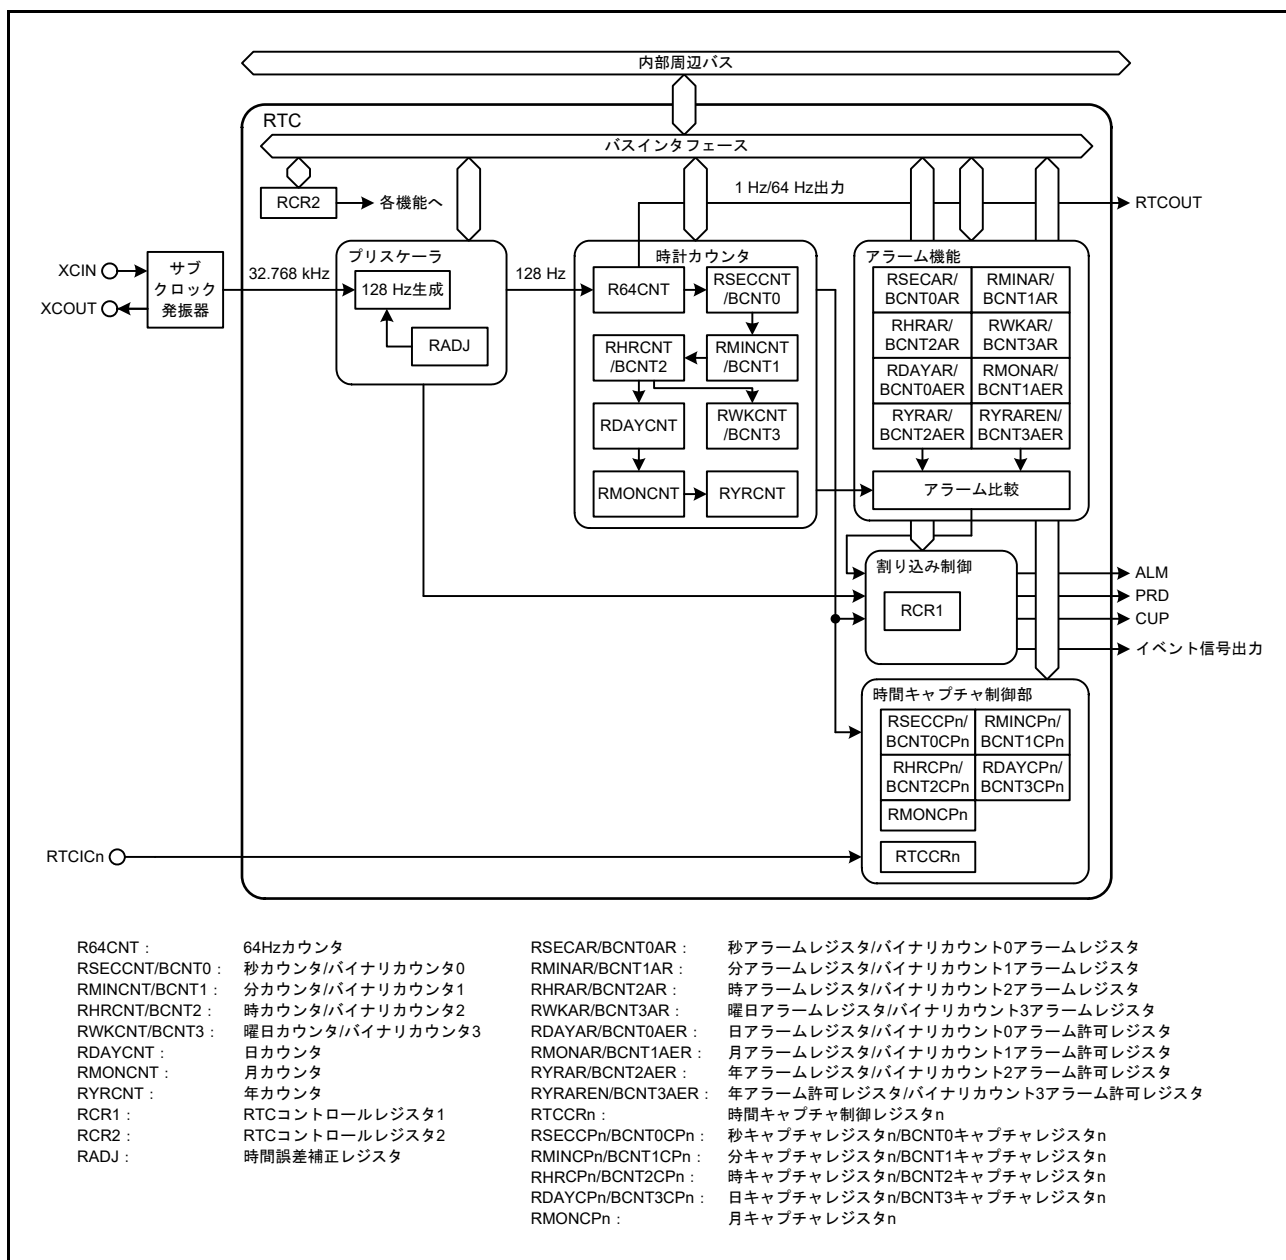 内部周辺バス
RTC
バスインタフェース
1 Hz/64 Hz出力
RCR2
各機能へ
RTCOUT
XCIN
XCOUT
サブ
クロック
発振器
32.768 kHz
プリスケーラ
128 Hz生成
RADJ
128 Hz
時計カウンタ
R64CNT
RSECCNT
/BCNT0
RHRCNT
/BCNT2
RMINCNT
/BCNT1
RDAYCNT
RWKCNT
/BCNT3
RMONCNT
RYRCNT
アラーム機能
RSECAR/
BCNT0AR
RMINAR/
BCNT1AR
RHRAR/
BCNT2AR
RWKAR/
BCNT3AR
RDAYAR/
BCNT0AER
RMONAR/
BCNT1AER
RYRAR/
BCNT2AER
RYRAREN/
BCNT3AER
アラーム比較
割り込み制御
RCR1
ALM
PRD
CUP
イベント信号出力
時間キャプチャ制御部
RSECCPn/
BCNT0CPn
RMINCPn/
BCNT1CPn
RHRCPn/
BCNT2CPn
RDAYCPn/
BCNT3CPn
RMONCPn
RTCCRn
RTCICn
R64CNT : 64Hzカウンタ
RSECCNT/BCNT0 : 秒カウンタ/バイナリカウンタ0
RMINCNT/BCNT1 : 分カウンタ/バイナリカウンタ1
RHRCNT/BCNT2 : 時カウンタ/バイナリカウンタ2
RWKCNT/BCNT3 : 曜日カウンタ/バイナリカウンタ3
RDAYCNT : 日カウンタ
RMONCNT : 月カウンタ
RYRCNT : 年カウンタ
RCR1 : RTCコントロールレジスタ1
RCR2 : RTCコントロールレジスタ2
RADJ : 時間誤差補正レジスタ
RSECAR/BCNT0AR : 秒アラームレジスタ/バイナリカウント0アラームレジスタ
RMINAR/BCNT1AR : 分アラームレジスタ/バイナリカウント1アラームレジスタ
RHRAR/BCNT2AR : 時アラームレジスタ/バイナリカウント2アラームレジスタ
RWKAR/BCNT3AR : 曜日アラームレジスタ/バイナリカウント3アラームレジスタ
RDAYAR/BCNT0AER : 日アラームレジスタ/バイナリカウント0アラーム許可レジスタ
RMONAR/BCNT1AER : 月アラームレジスタ/バイナリカウント1アラーム許可レジスタ
RYRAR/BCNT2AER : 年アラームレジスタ/バイナリカウント2アラーム許可レジスタ
RYRAREN/BCNT3AER : 年アラーム許可レジスタ/バイナリカウント3アラーム許可レジスタ
RTCCRn : 時間キャプチャ制御レジスタn
RSECCPn/BCNT0CPn : 秒キャプチャレジスタn/BCNT0キャプチャレジスタn
RMINCPn/BCNT1CPn : 分キャプチャレジスタn/BCNT1キャプチャレジスタn
RHRCPn/BCNT2CPn : 時キャプチャレジスタn/BCNT2キャプチャレジスタn
RDAYCPn/BCNT3CPn : 日キャプチャレジスタn/BCNT3キャプチャレジスタn
RMONCPn : 月キャプチャレジスタn